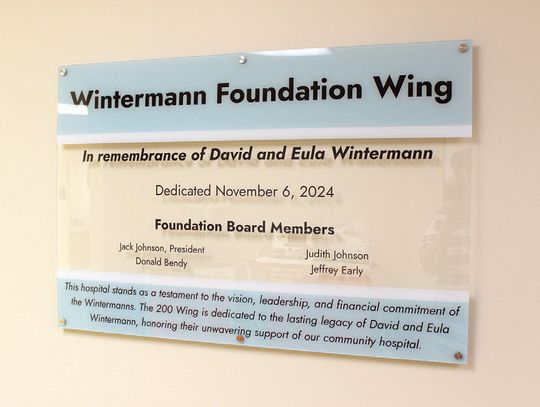 Wintermann Foundation Wing
In remembrance of David and Eula Wintermann
Dedicated November 6, 2024
Foundation Board Members
Jack Johnson, President
Donald Bendy
Judith Johnson
Jeffrey Early
This hospital stands as a testament to the vision, leadership, and financial commitment of
the Wintermanns. The 200 Wing is dedicated to the lasting legacy of David and Eula
Wintermann, honoring their unwavering support of our community hospital.